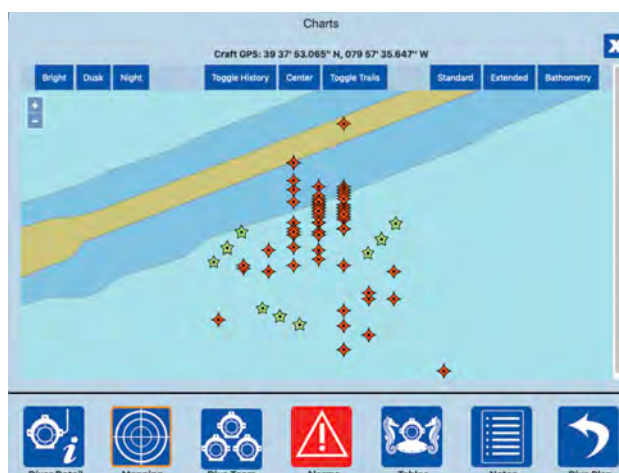 Charts
X
Craft GPS: 39 37' 53.065" N, 079 57' 35.647" W
Bright Dusk Night Toggle History Center Toggle Trails Standard Extended Bathometry
+
−
i